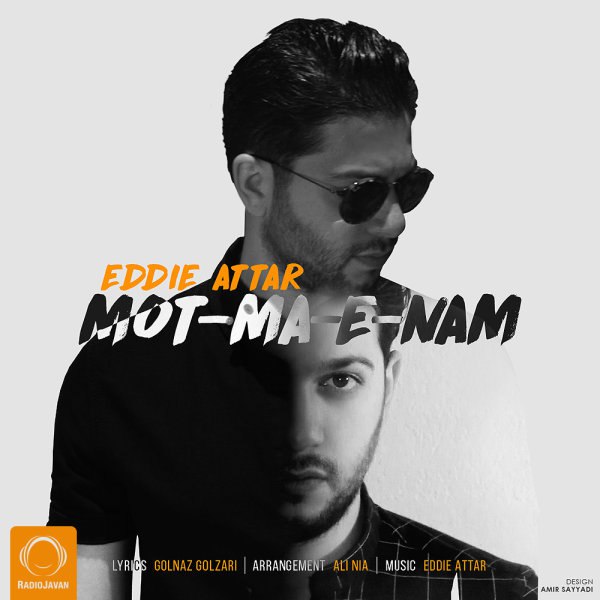 EDDIE ATTAR
MOT-MA-E-NAM
LYRICS GOLNAZ GOLZARI | ARRANGEMENT ALI NIA | MUSIC EDDIE ATTAR
RADIOJAVAN
DESIGN
AMIR SAYYADI